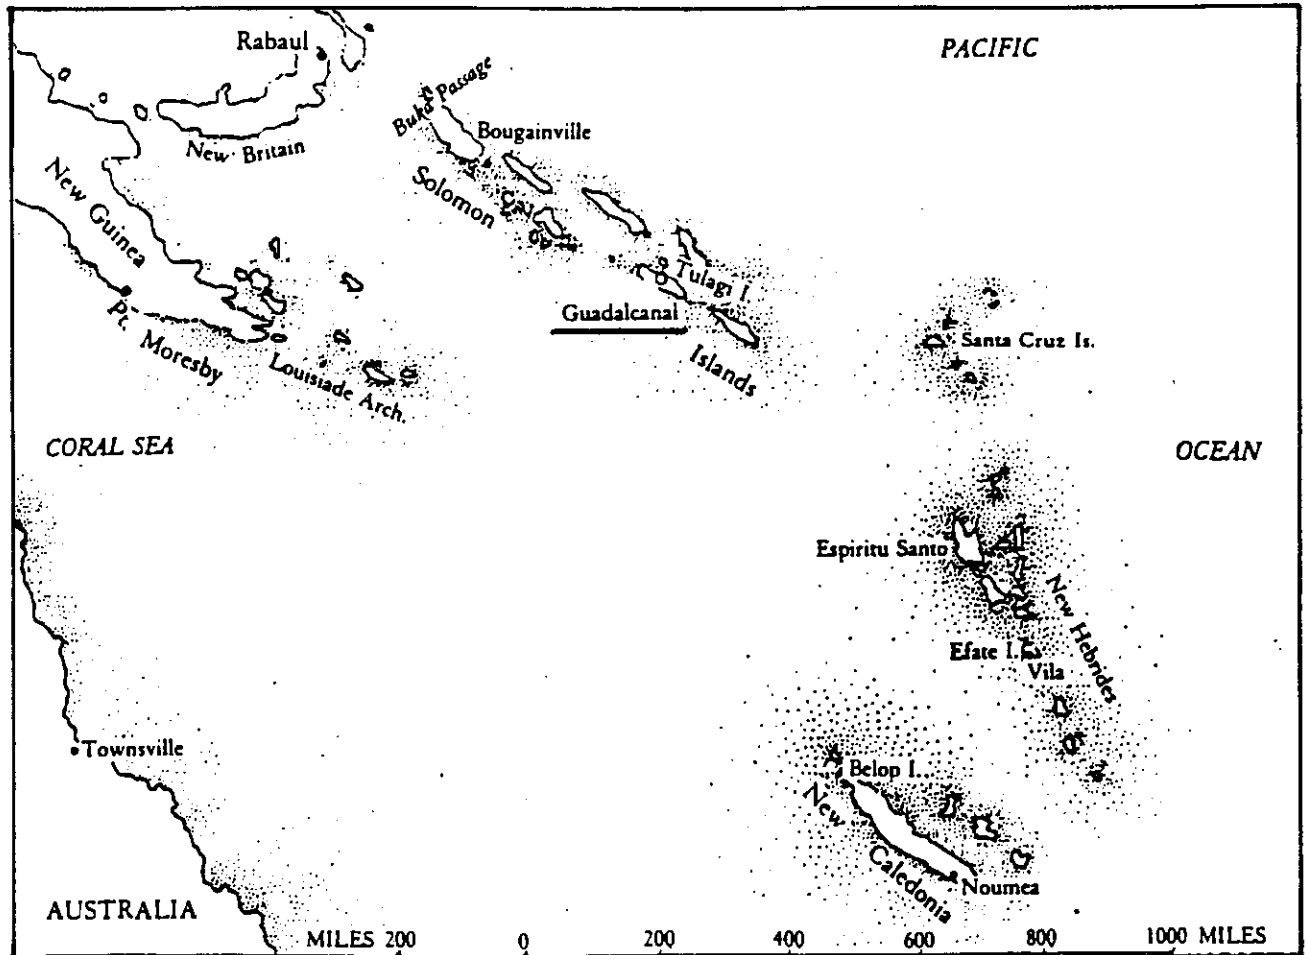 Rabaul
PACIFIC
Buka Passage
Bougainville
New Britain
New Guinea
Solomon
Tulagi I.
Pt. Moresby
Guadalcanal
Santa Cruz Is.
Islands
Louisiade Arch.
CORAL SEA
OCEAN
Espiritu Santo
New Hebrides
Efate I.
Vila
Townsville
Belop I.
New
Caledonia
Noumea
AUSTRALIA
MILES 200 0 200 400 600 800 1000 MILES